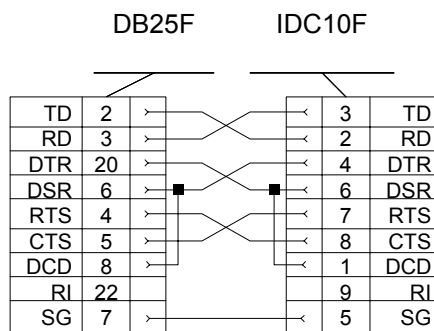 DB25F IDC10F
TD 2 3 TD
RD 3 2 RD
DTR 20 4 DTR
DSR 6 6 DSR
RTS 4 7 RTS
CTS 5 8 CTS
DCD 8 1 DCD
RI 22 9 RI
SG 7 5 SG